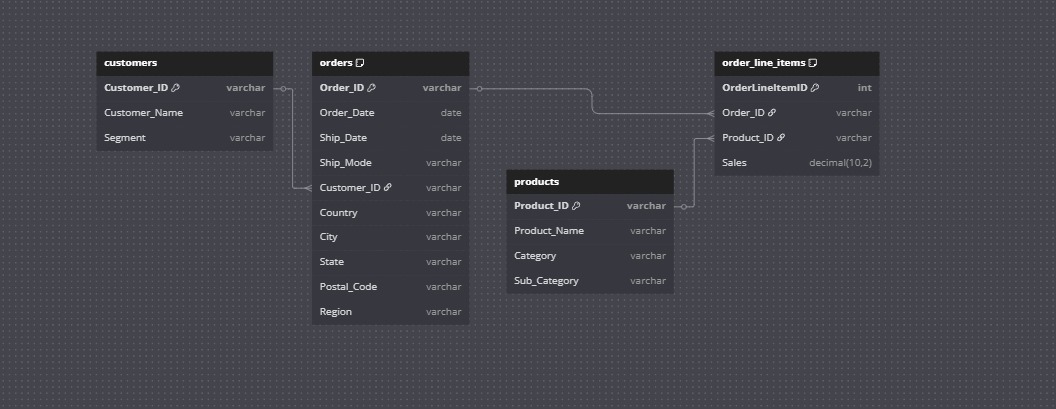 customers
Customer_ID varchar
Customer_Name varchar
Segment varchar
orders
Order_ID varchar
Order_Date date
Ship_Date date
Ship_Mode varchar
Customer_ID varchar
Country varchar
City varchar
State varchar
Postal_Code varchar
Region varchar
products
Product_ID varchar
Product_Name varchar
Category varchar
Sub_Category varchar
order_line_items
OrderLineItemID int
Order_ID varchar
Product_ID varchar
Sales decimal(10,2)